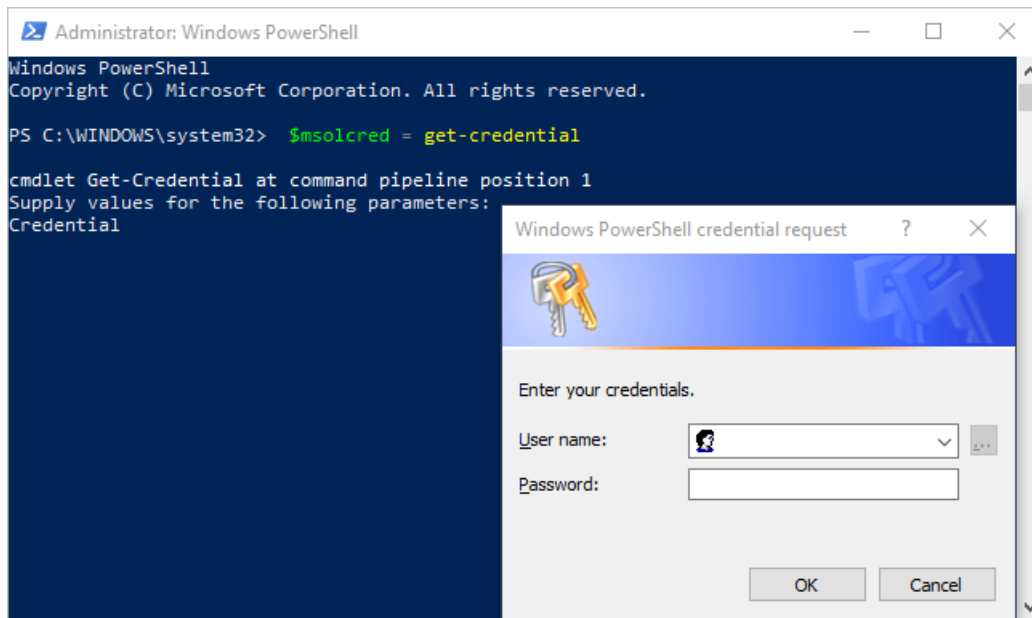 Administrator: Windows PowerShell
Windows PowerShell
Copyright (C) Microsoft Corporation. All rights reserved.
PS C:\WINDOWS\system32>  $msolcred = get-credential
cmdlet Get-Credential at command pipeline position 1
Supply values for the following parameters:
Credential
Windows PowerShell credential request
Enter your credentials.
User name:
...
Password:
OK Cancel